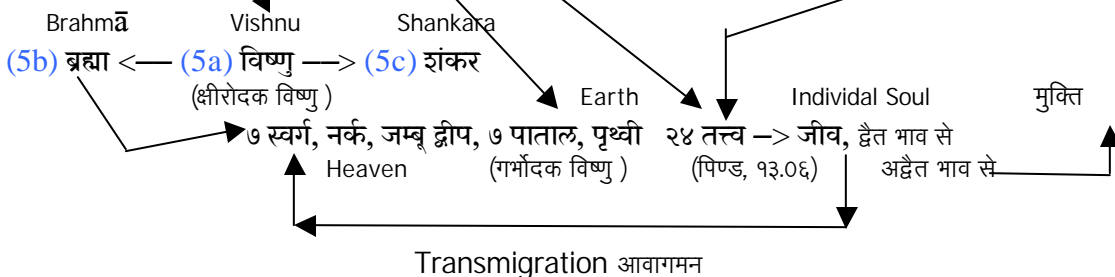 Brahmā Vishnu Shankara
(5b) ब्रह्मा <— (5a) विष्णु —> (5c) शंकर
(क्षीरोदक विष्णु )
Earth Individal Soul मुक्ति
७ स्वर्ग, नर्क, जम्बू द्वीप, ७ पाताल, पृथ्वी २४ तत्त्व —> जीव, द्वैत भाव से
Heaven (गर्भोदक विष्णु ) (पिण्ड, १३.०६) अद्वैत भाव से
Transmigration आवागमन